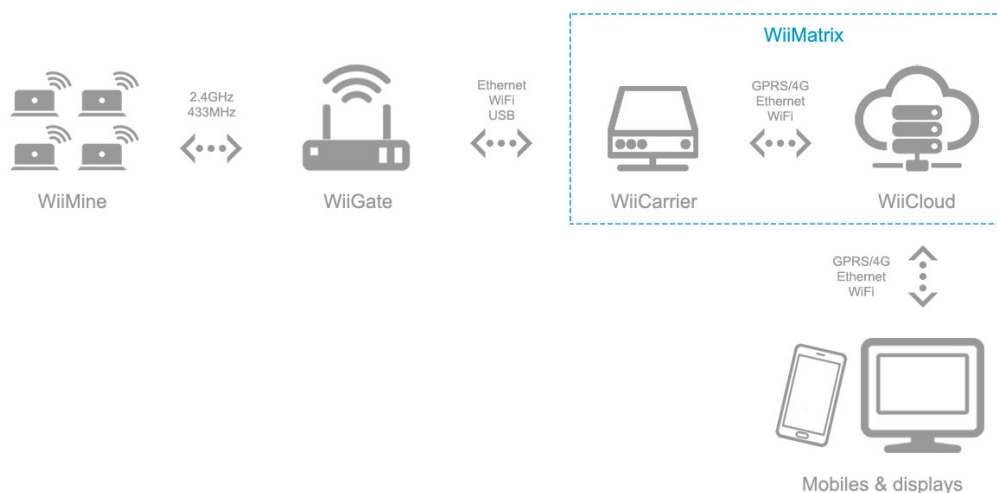 WiiMatrix
2.4GHz
433MHz
Ethernet
WiFi
USB
GPRS/4G
Ethernet
WiFi
WiiMine
WiiGate
WiiCarrier
WiiCloud
GPRS/4G
Ethernet
WiFi
Mobiles & displays